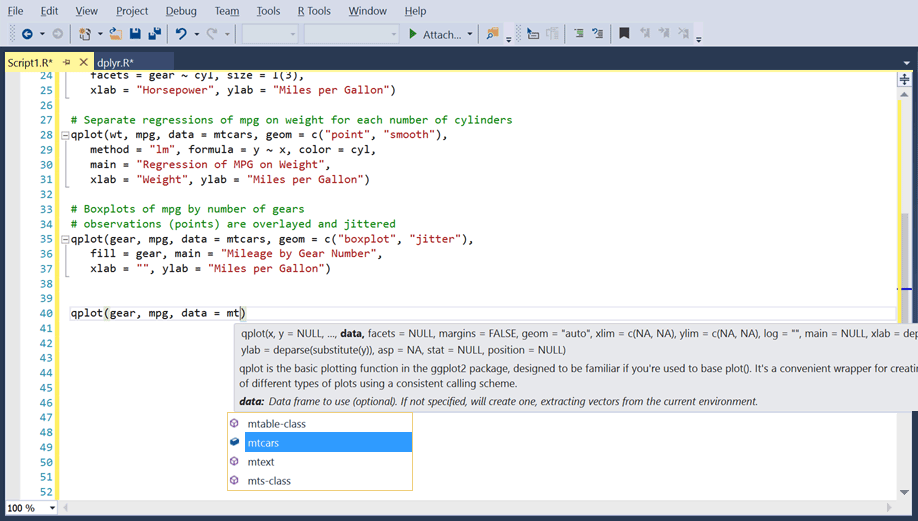 File Edit View Project Debug Team Tools R Tools Window Help
Attach...
Script1.R* dplyr.R*
24 facets = gear ~ cyl, size = I(3),
25 xlab = "Horsepower", ylab = "Miles per Gallon")
26
27 # Separate regressions of mpg on weight for each number of cylinders
28 qplot(wt, mpg, data = mtcars, geom = c("point", "smooth"),
29 method = "lm", formula = y ~ x, color = cyl,
30 main = "Regression of MPG on Weight",
31 xlab = "Weight", ylab = "Miles per Gallon")
32
33 # Boxplots of mpg by number of gears
34 # observations (points) are overlayed and jittered
35 qplot(gear, mpg, data = mtcars, geom = c("boxplot", "jitter"),
36 fill = gear, main = "Mileage by Gear Number",
37 xlab = "", ylab = "Miles per Gallon")
38
39
40 qplot(gear, mpg, data = mt)
41
42
43
44
45
46
47
48
49
50
51
52
qplot(x, y = NULL, ..., data, facets = NULL, margins = FALSE, geom = "auto", xlim = c(NA, NA), ylim = c(NA, NA), log = "", main = NULL, xlab = dep
ylab = deparse(substitute(y)), asp = NA, stat = NULL, position = NULL)
qplot is the basic plotting function in the ggplot2 package, designed to be familiar if you're used to base plot(). It's a convenient wrapper for creatin
of different types of plots using a consistent calling scheme.
data: Data frame to use (optional). If not specified, will create one, extracting vectors from the current environment.
mtable-class
mtcars
mtext
mts-class
100 %